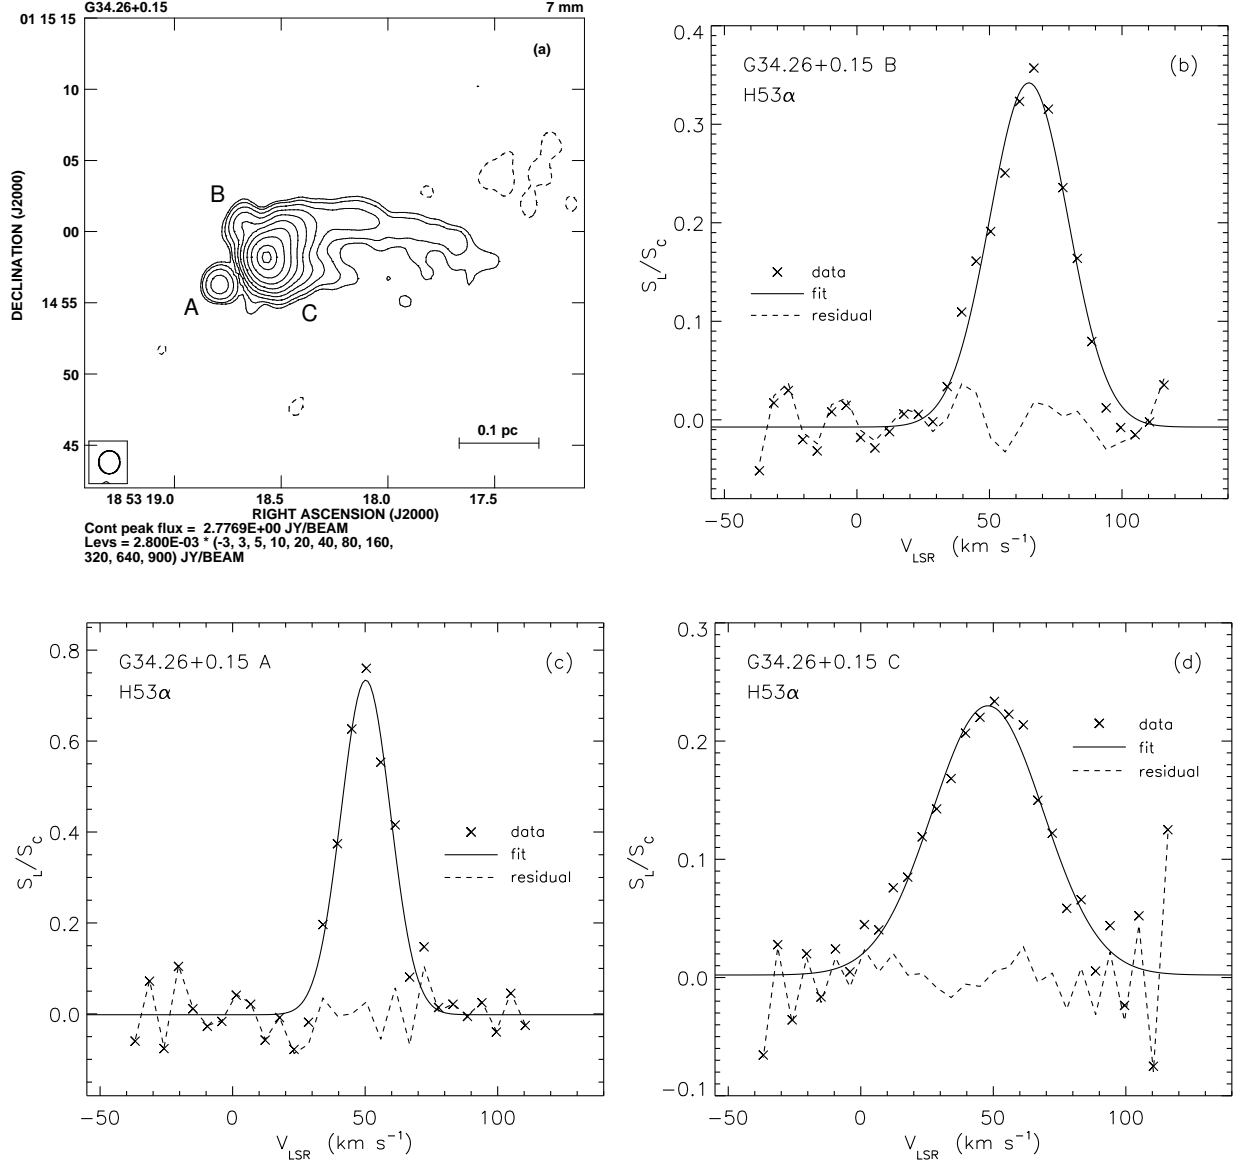 G34.26+0.15 7 mm
01 15 15
(a)
10
05
B
00
14 55
A
C
50
0.1 pc
45
18 53 19.0 18.5 18.0 17.5
DECLINATION (J2000)
RIGHT ASCENSION (J2000)
Cont peak flux = 2.7769E+00 JY/BEAM
Levs = 2.800E-03 * (-3, 3, 5, 10, 20, 40, 80, 160,
320, 640, 900) JY/BEAM
0.4
G34.26+0.15 B (b)
H53α
0.3
0.2
data
fit
residual
0.1
0.0
S_L/S_C
−50 0 50 100
V_LSR (km s⁻¹)
0.8
G34.26+0.15 A (c)
H53α
0.6
0.4
data
fit
residual
0.2
0.0
S_L/S_C
−50 0 50 100
V_LSR (km s⁻¹)
0.3
G34.26+0.15 C (d)
H53α
data
fit
residual
0.2
0.1
0.0
−0.1
S_L/S_C
−50 0 50 100
V_LSR (km s⁻¹)